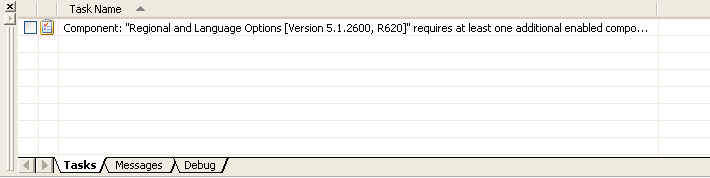 Task Name
Component: "Regional and Language Options [Version 5.1.2600, R620]" requires at least one additional enabled compo...
Tasks Messages Debug